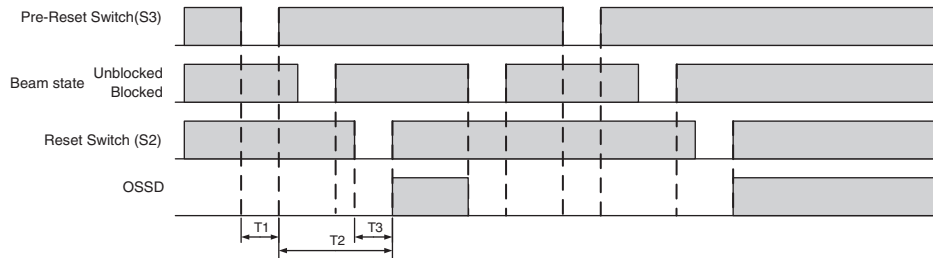 Pre-Reset Switch(S3)
Beam state
Unblocked
Blocked
Reset Switch (S2)
OSSD
T1
T3
T2